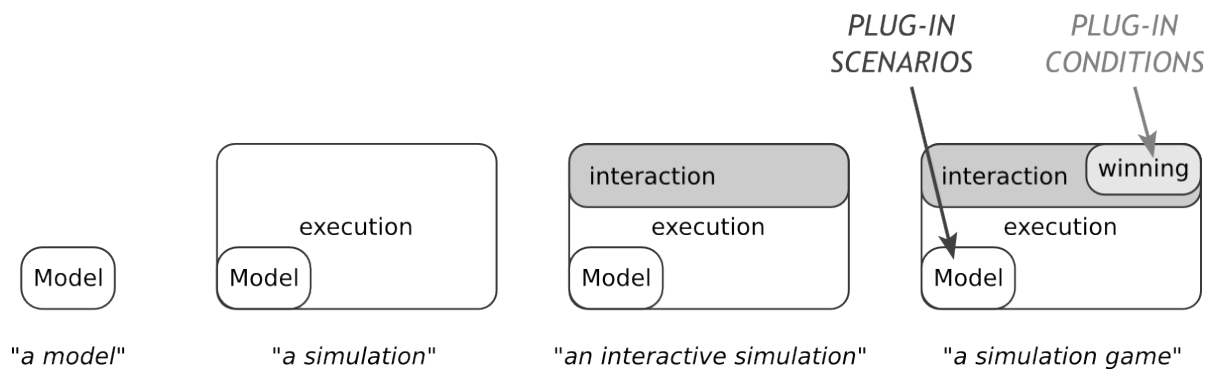 PLUG-IN
SCENARIOS
PLUG-IN
CONDITIONS
Model
"a model"
execution
Model
"a simulation"
interaction
execution
Model
"an interactive simulation"
interaction
winning
execution
Model
"a simulation game"